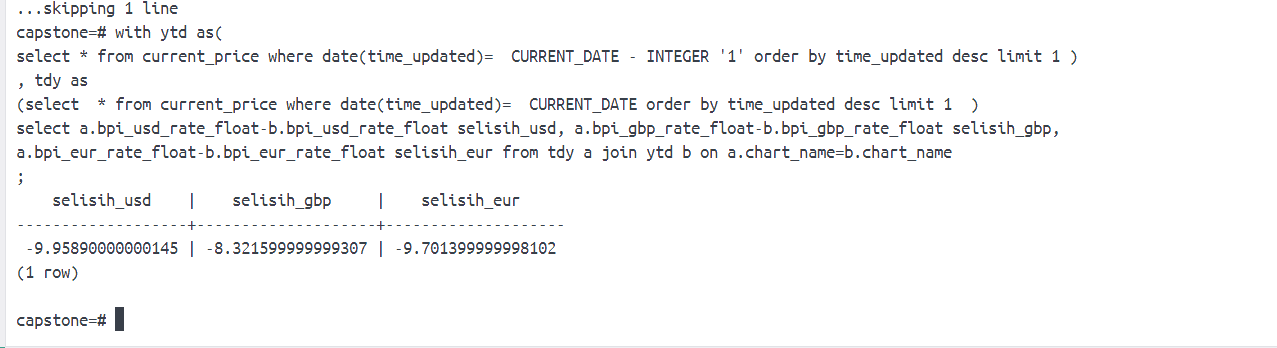 ...skipping 1 line
capstone=# with ytd as(
select * from current_price where date(time_updated)=  CURRENT_DATE - INTEGER '1' order by time_updated desc limit 1 )
, tdy as
(select  * from current_price where date(time_updated)=  CURRENT_DATE order by time_updated desc limit 1  )
select a.bpi_usd_rate_float-b.bpi_usd_rate_float selisih_usd, a.bpi_gbp_rate_float-b.bpi_gbp_rate_float selisih_gbp,
a.bpi_eur_rate_float-b.bpi_eur_rate_float selisih_eur from tdy a join ytd b on a.chart_name=b.chart_name
;
    selisih_usd    |    selisih_gbp     |    selisih_eur
-------------------+--------------------+--------------------
 -9.95890000000145 | -8.321599999999307 | -9.701399999998102
(1 row)
capstone=#